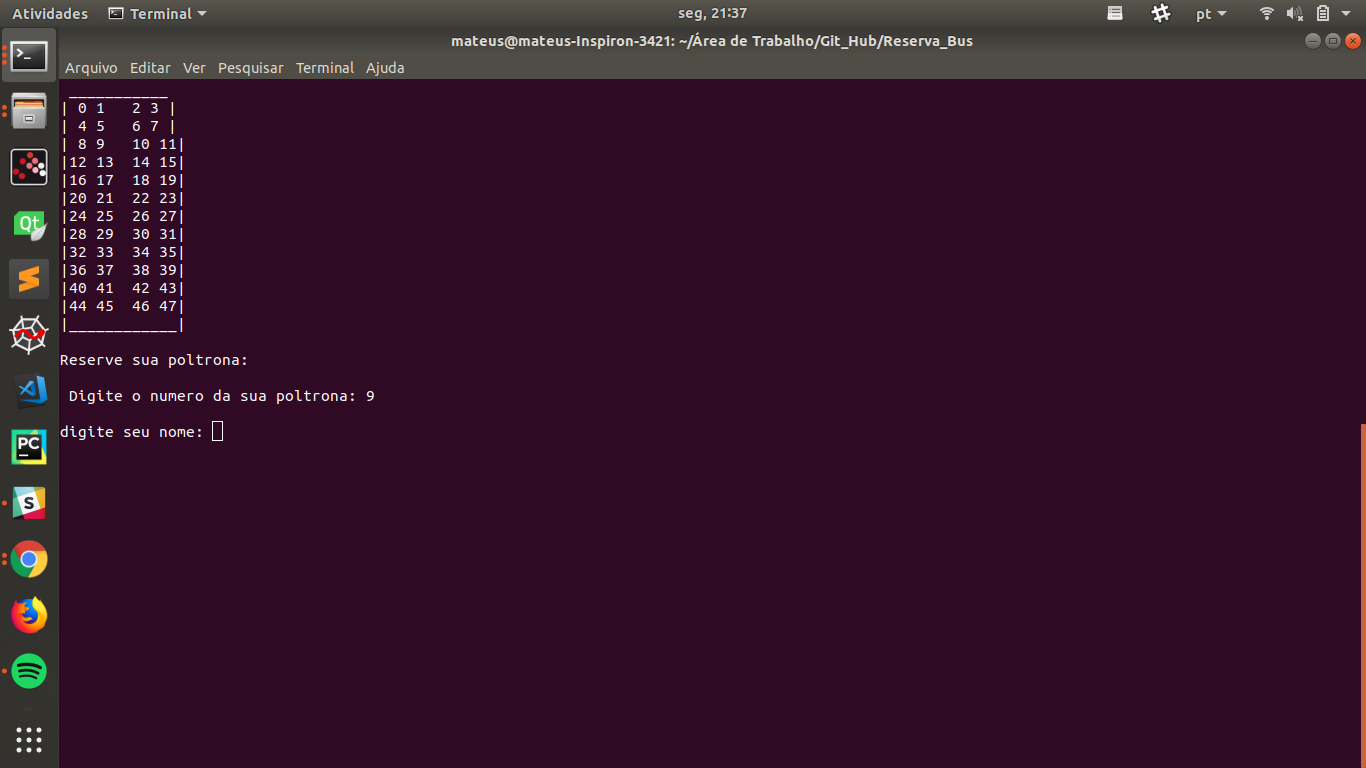 Atividades Terminal seg, 21:37 pt
mateus@mateus-Inspiron-3421: ~/Área de Trabalho/Git_Hub/Reserva_Bus
Arquivo Editar Ver Pesquisar Terminal Ajuda
 ___________
| 0 1   2 3 |
| 4 5   6 7 |
| 8 9   10 11|
|12 13  14 15|
|16 17  18 19|
|20 21  22 23|
|24 25  26 27|
|28 29  30 31|
|32 33  34 35|
|36 37  38 39|
|40 41  42 43|
|44 45  46 47|
|____________|
Reserve sua poltrona:
Digite o numero da sua poltrona: 9
digite seu nome:
Qt
PC
S